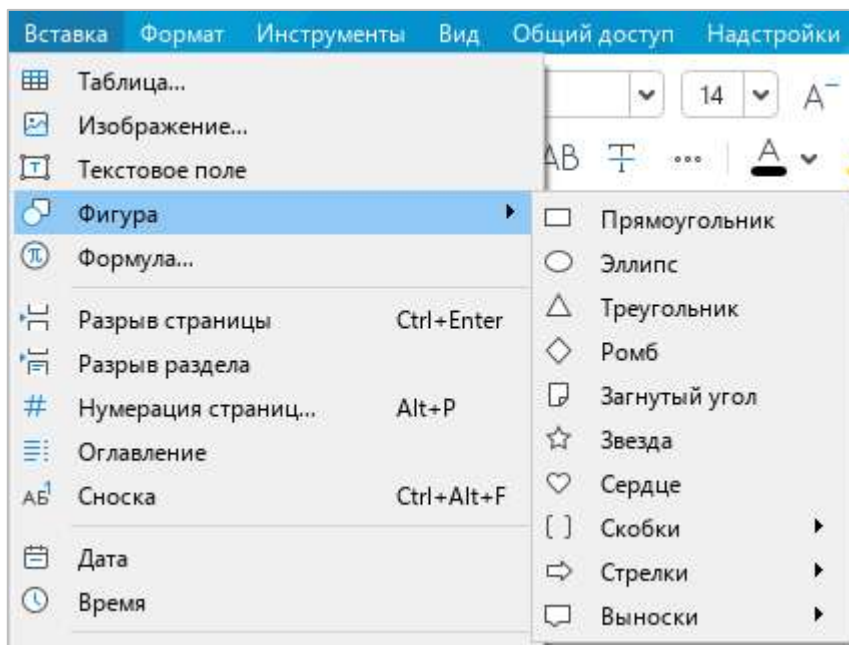 Вставка Формат Инструменты Вид Общий доступ Надстройки
Таблица...
Изображение...
Текстовое поле
Фигура
Формула...
Разрыв страницы Ctrl+Enter
Разрыв раздела
Нумерация страниц... Alt+P
Оглавление
АБ1 Сноска Ctrl+Alt+F
Дата
Время
14 A-
АВ T A
Прямоугольник
Эллипс
Треугольник
Ромб
Загнутый угол
Звезда
Сердце
Скобки
Стрелки
Выноски